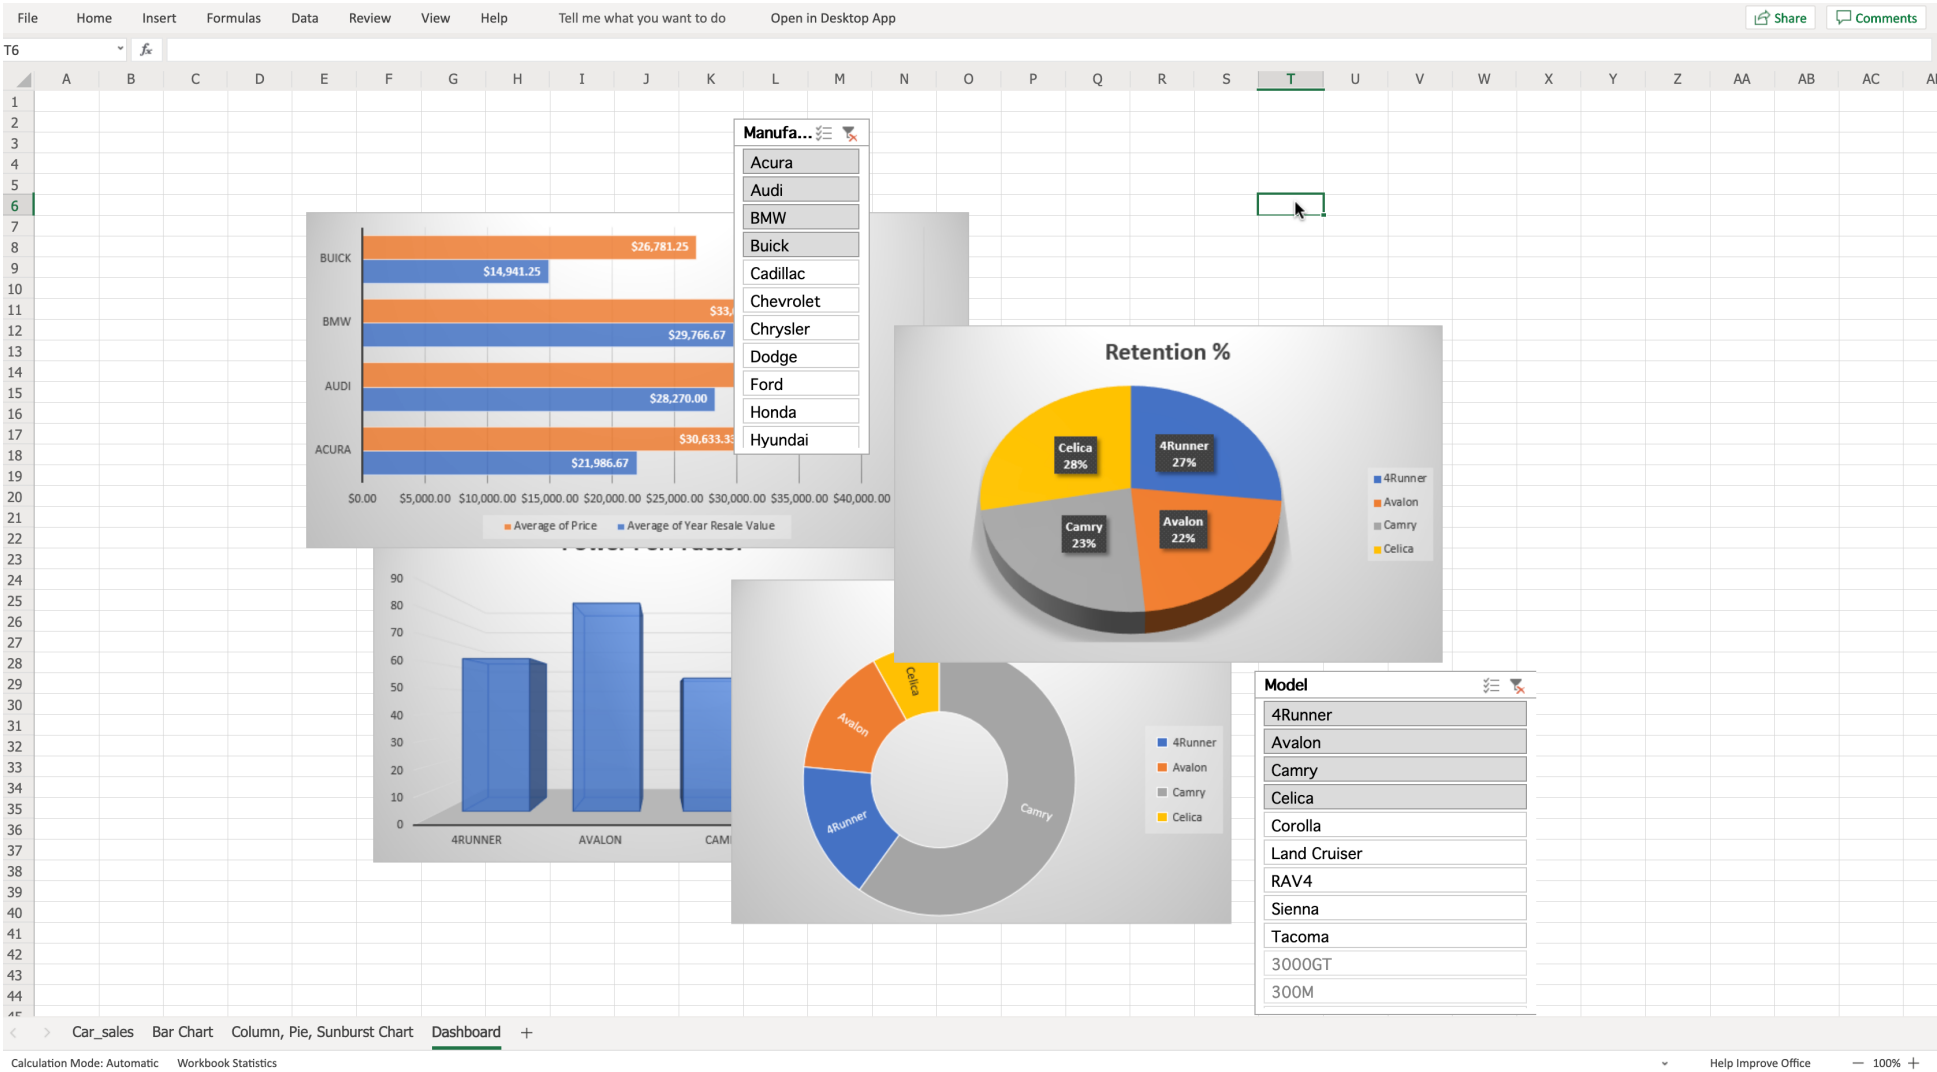 File Home Insert Formulas Data Review View Help Tell me what you want to do Open in Desktop App Share Comments
T6 fx
A B C D E F G H I J K L M N O P Q R S T U V W X Y Z AA AB AC
1
2
3
4
5
6
7
8
9
10
11
12
13
14
15
16
17
18
19
20
21
22
23
24
25
26
27
28
29
30
31
32
33
34
35
36
37
38
39
40
41
42
43
44
45
Manufa...
Acura
Audi
BMW
Buick
Cadillac
Chevrolet
Chrysler
Dodge
Ford
Honda
Hyundai
BUICK
$26,781.25
$14,941.25
BMW
$33,
$29,766.67
AUDI
$28,270.00
ACURA
$30,633.33
$21,986.67
$0.00 $5,000.00 $10,000.00 $15,000.00 $20,000.00 $25,000.00 $30,000.00 $35,000.00 $40,000.00
Average of Price Average of Year Resale Value
Retention %
Celica
28%
4Runner
27%
Camry
23%
Avalon
22%
4Runner
Avalon
Camry
Celica
90
80
70
60
50
40
30
20
10
0
4RUNNER AVALON CAM
Celica
Avalon
4Runner
Camry
4Runner
Avalon
Camry
Celica
Model
4Runner
Avalon
Camry
Celica
Corolla
Land Cruiser
RAV4
Sienna
Tacoma
3000GT
300M
Car_sales Bar Chart Column, Pie, Sunburst Chart Dashboard +
Calculation Mode: Automatic Workbook Statistics Help Improve Office — 100% +